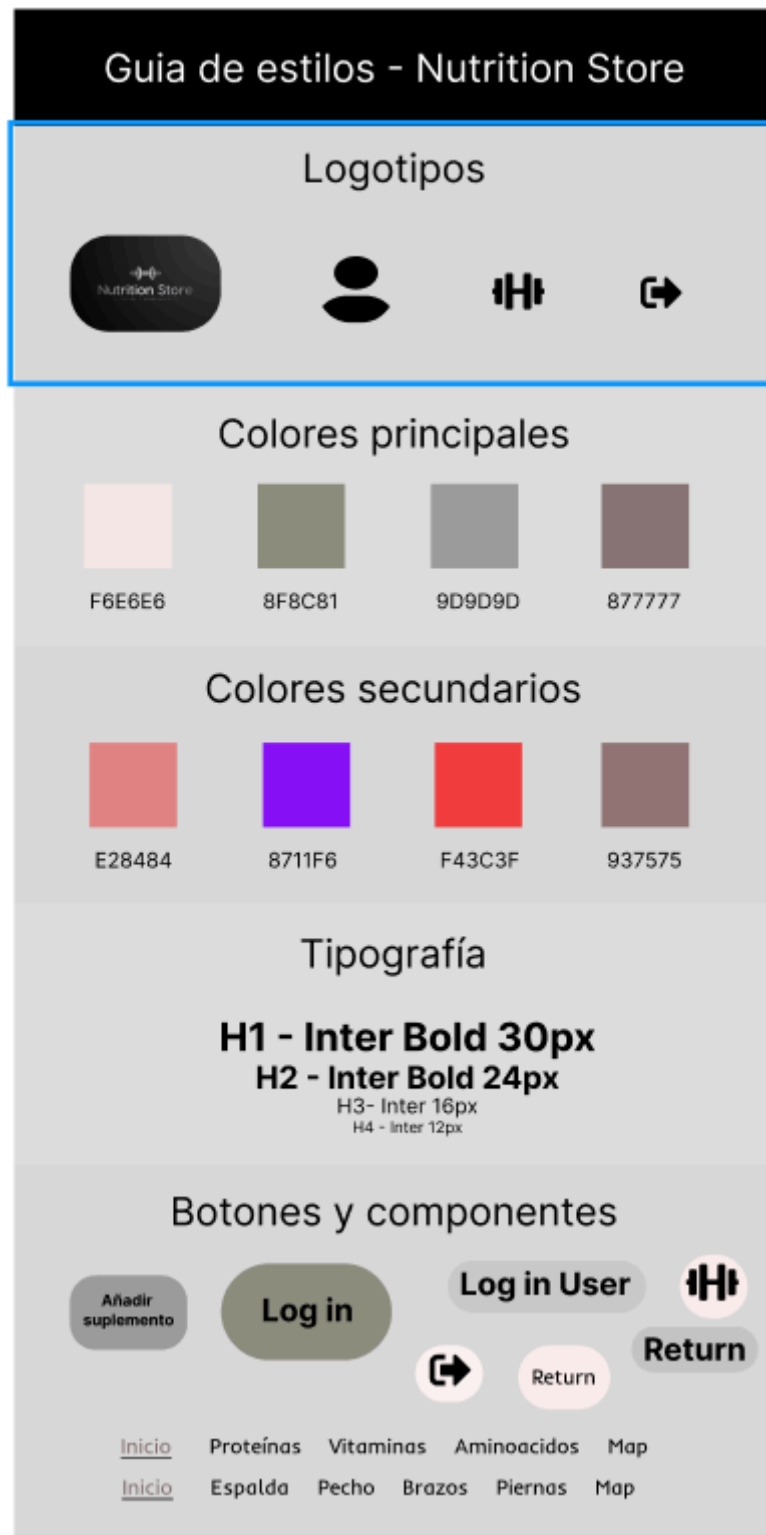 Guia de estilos - Nutrition Store
Logotipos
Nutrition Store
Colores principales
F6E6E6 8F8C81 9D9D9D 877777
Colores secundarios
E28484 8711F6 F43C3F 937575
Tipografía
H1 - Inter Bold 30px
H2 - Inter Bold 24px
H3- Inter 16px
H4 - Inter 12px
Botones y componentes
Añadir
suplemento
Log in
Log in User
Return
Return
Inicio Proteínas Vitaminas Aminoacidos Map
Inicio Espalda Pecho Brazos Piernas Map